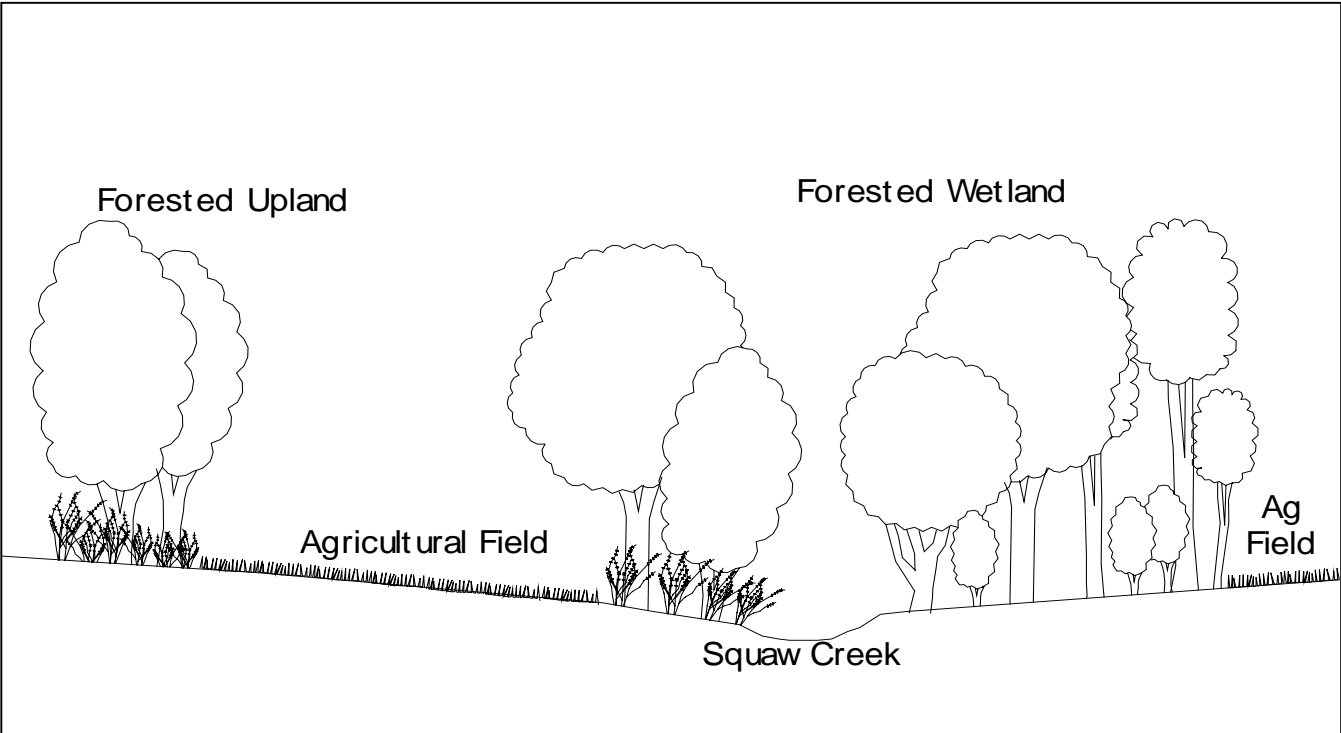 Forested Upland
Forested Wetland
Agricultural Field
Ag
Field
Squaw Creek